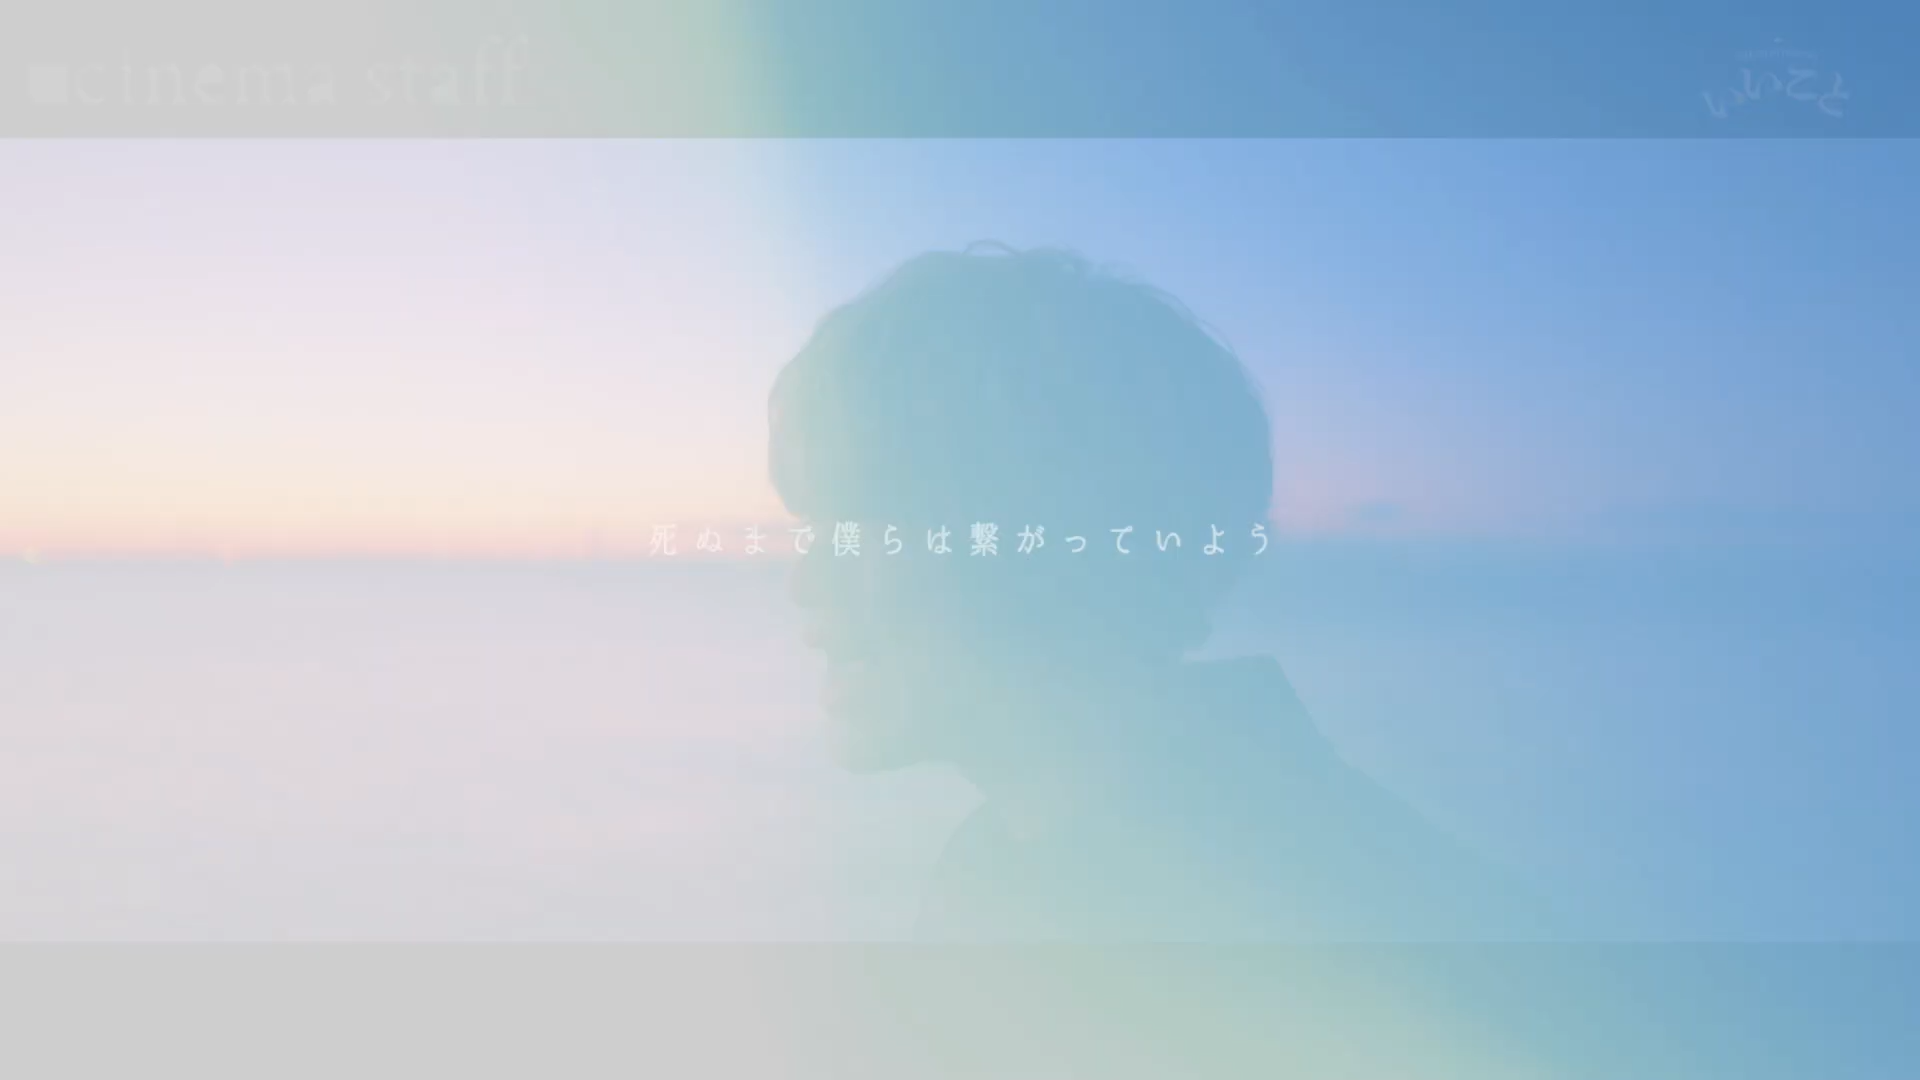 ■cinema staff
いいこと
死ぬまで僕らは繋がっていよう